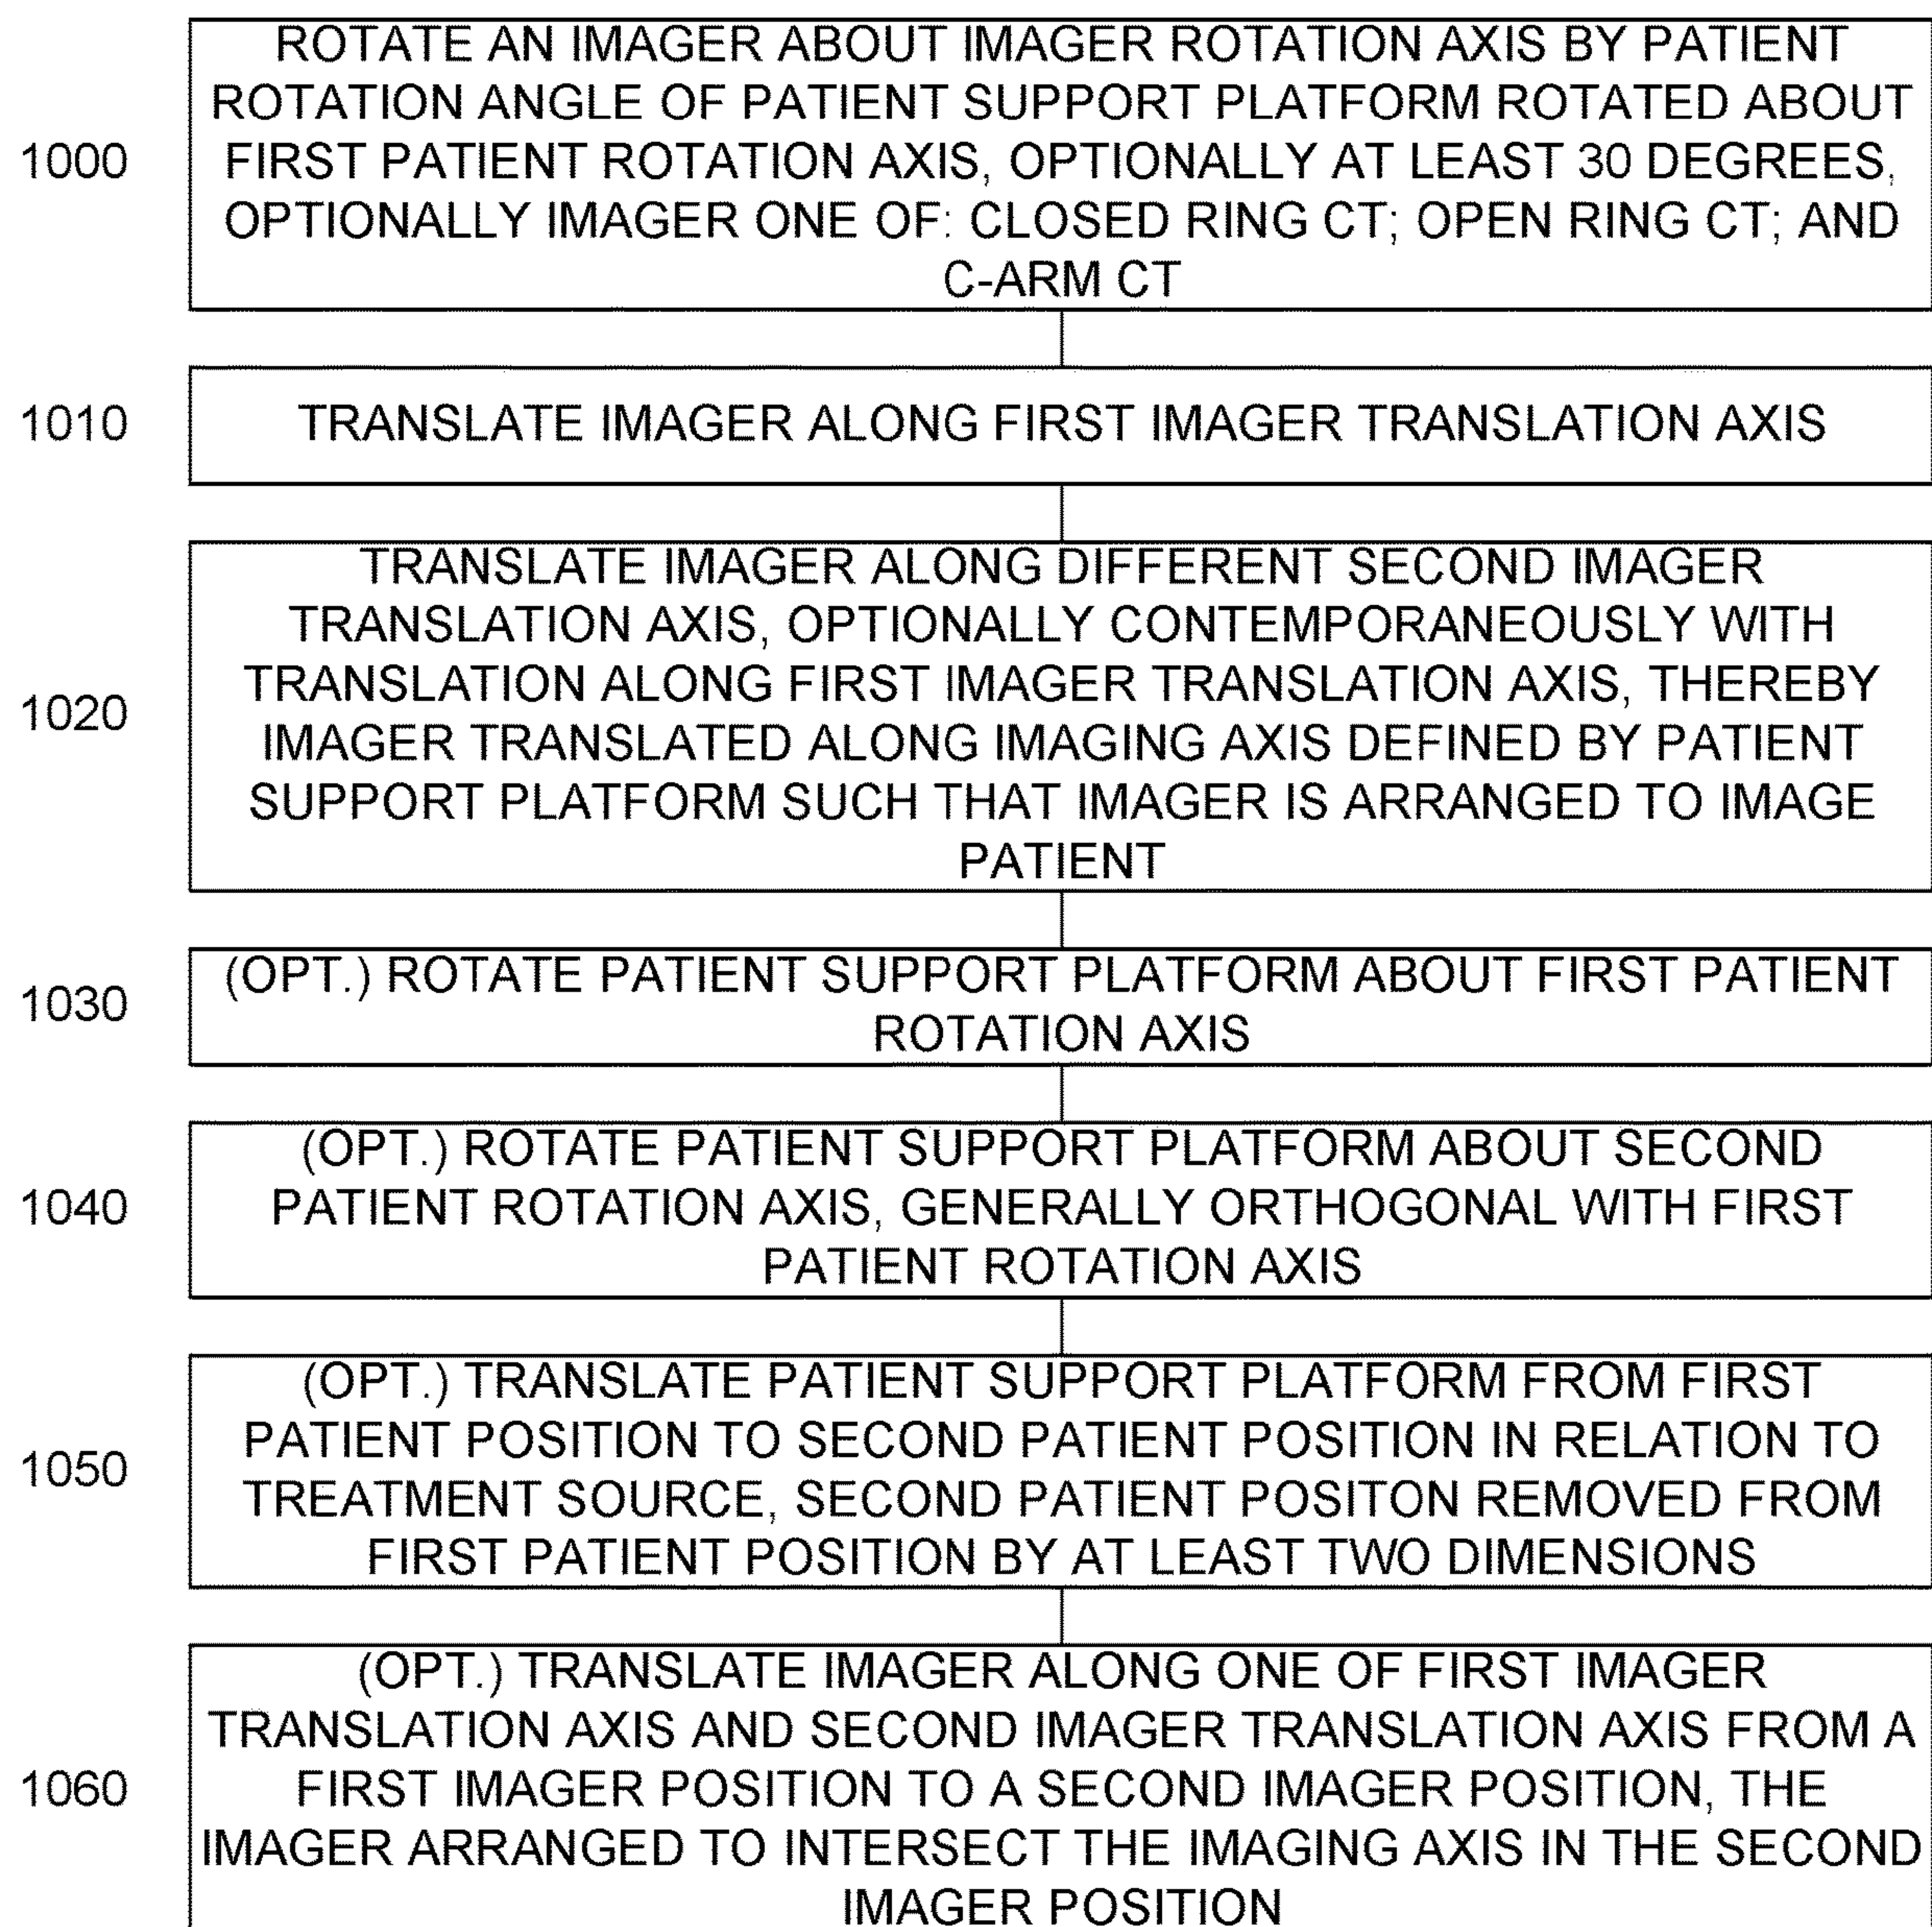 ROTATE AN IMAGER ABOUT IMAGER ROTATION AXIS BY PATIENT
ROTATION ANGLE OF PATIENT SUPPORT PLATFORM ROTATED ABOUT
1000
FIRST PATIENT ROTATION AXIS, OPTIONALLY AT LEAST 30 DEGREES,
OPTIONALLY IMAGER ONE OF: CLOSED RING CT; OPEN RING CT; AND
C-ARM CT
1010
TRANSLATE IMAGER ALONG FIRST IMAGER TRANSLATION AXIS
TRANSLATE IMAGER ALONG DIFFERENT SECOND IMAGER
TRANSLATION AXIS, OPTIONALLY CONTEMPORANEOUSLY WITH
TRANSLATION ALONG FIRST IMAGER TRANSLATION AXIS, THEREBY
1020
IMAGER TRANSLATED ALONG IMAGING AXIS DEFINED BY PATIENT
SUPPORT PLATFORM SUCH THAT IMAGER IS ARRANGED TO IMAGE
PATIENT
1030
(OPT.) ROTATE PATIENT SUPPORT PLATFORM ABOUT FIRST PATIENT
ROTATION AXIS
(OPT.) ROTATE PATIENT SUPPORT PLATFORM ABOUT SECOND
1040
PATIENT ROTATION AXIS, GENERALLY ORTHOGONAL WITH FIRST
PATIENT ROTATION AXIS
(OPT.) TRANSLATE PATIENT SUPPORT PLATFORM FROM FIRST
PATIENT POSITION TO SECOND PATIENT POSITION IN RELATION TO
1050
TREATMENT SOURCE, SECOND PATIENT POSITON REMOVED FROM
FIRST PATIENT POSITION BY AT LEAST TWO DIMENSIONS
(OPT.) TRANSLATE IMAGER ALONG ONE OF FIRST IMAGER
TRANSLATION AXIS AND SECOND IMAGER TRANSLATION AXIS FROM A
1060
FIRST IMAGER POSITION TO A SECOND IMAGER POSITION, THE
IMAGER ARRANGED TO INTERSECT THE IMAGING AXIS IN THE SECOND
IMAGER POSITION